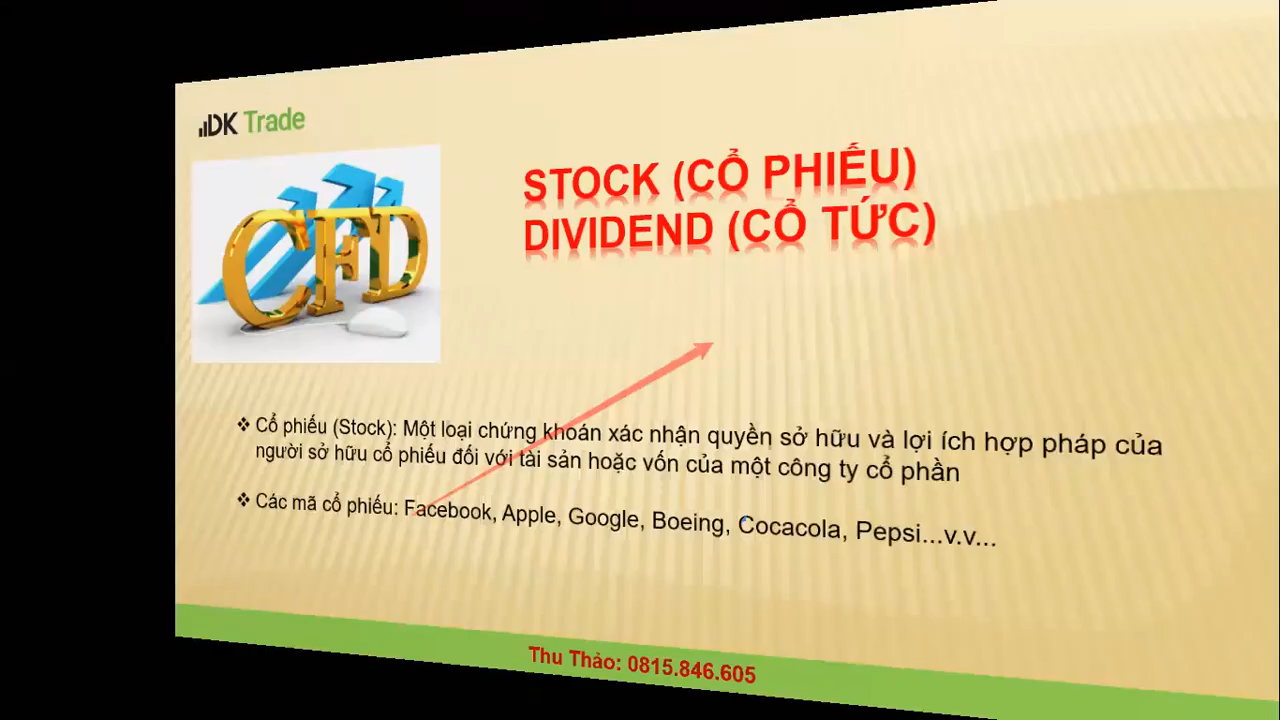 DK Trade
CFD
STOCK (CỔ PHIẾU)
DIVIDEND (CỔ TỨC)
❖ Cổ phiếu (Stock): Một loại chứng khoán xác nhận quyền sở hữu và lợi ích hợp pháp của
người sở hữu cổ phiếu đối với tài sản hoặc vốn của một công ty cổ phần
❖ Các mã cổ phiếu: Facebook, Apple, Google, Boeing, Cocacola, Pepsi...v.v...
Thu Thảo: 0815.846.605